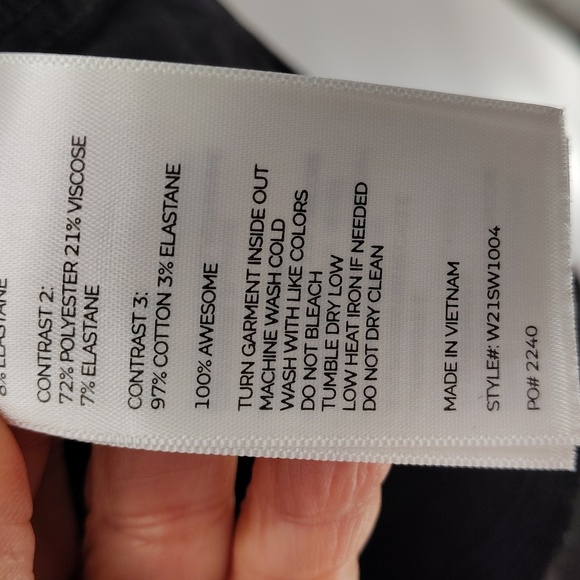 ELASTANE
CONTRAST 2:
72% POLYESTER 21% VISCOSE
7% ELASTANE
CONTRAST 3:
97% COTTON 3% ELASTANE
100% AWESOME
TURN GARMENT INSIDE OUT
MACHINE WASH COLD
WASH WITH LIKE COLORS
DO NOT BLEACH
TUMBLE DRY LOW
LOW HEAT IRON IF NEEDED
DO NOT DRY CLEAN
MADE IN VIETNAM
STYLE#: W21SW1004
PO# 2240